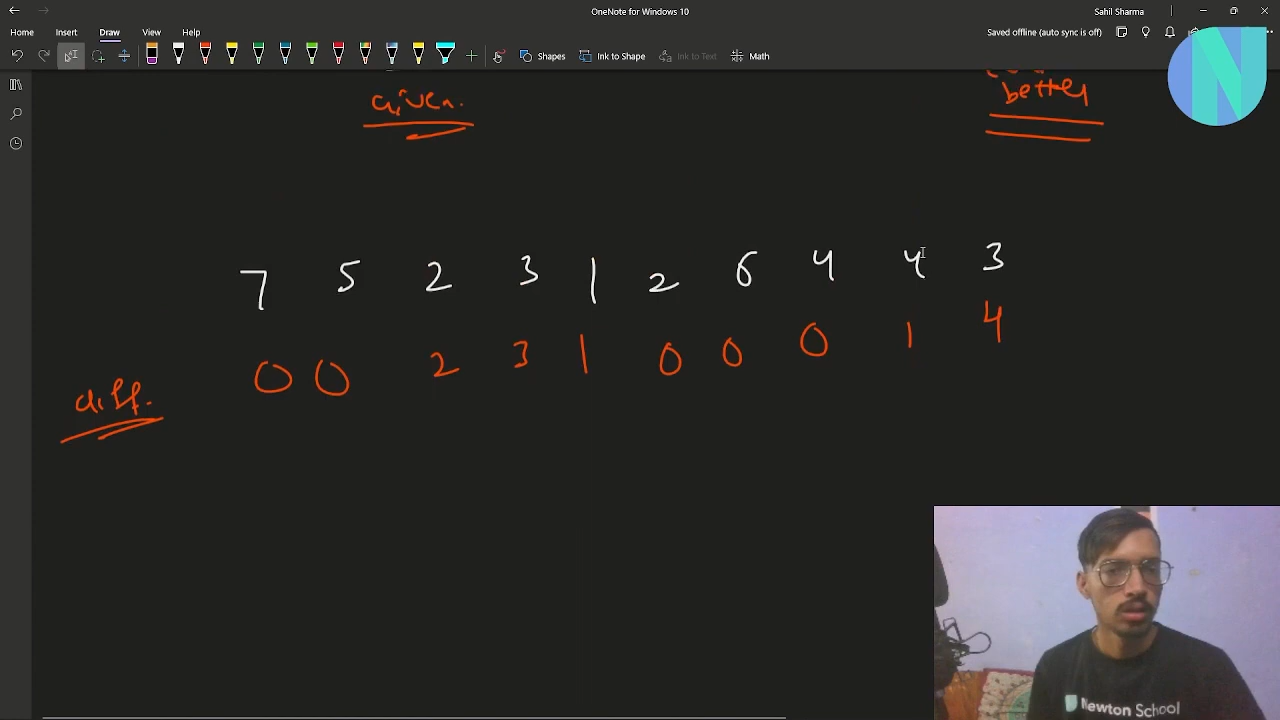 OneNote for Windows 10
Sahil Sharma
Home Insert Draw View Help
Saved offline (auto sync is off)
Shapes Ink to Shape Ink to Text Math
N
given.
better
7 5 2 3 1 2 6 4 4 3
diff. 0 0 2 3 1 0 0 0 1 4
Newton School